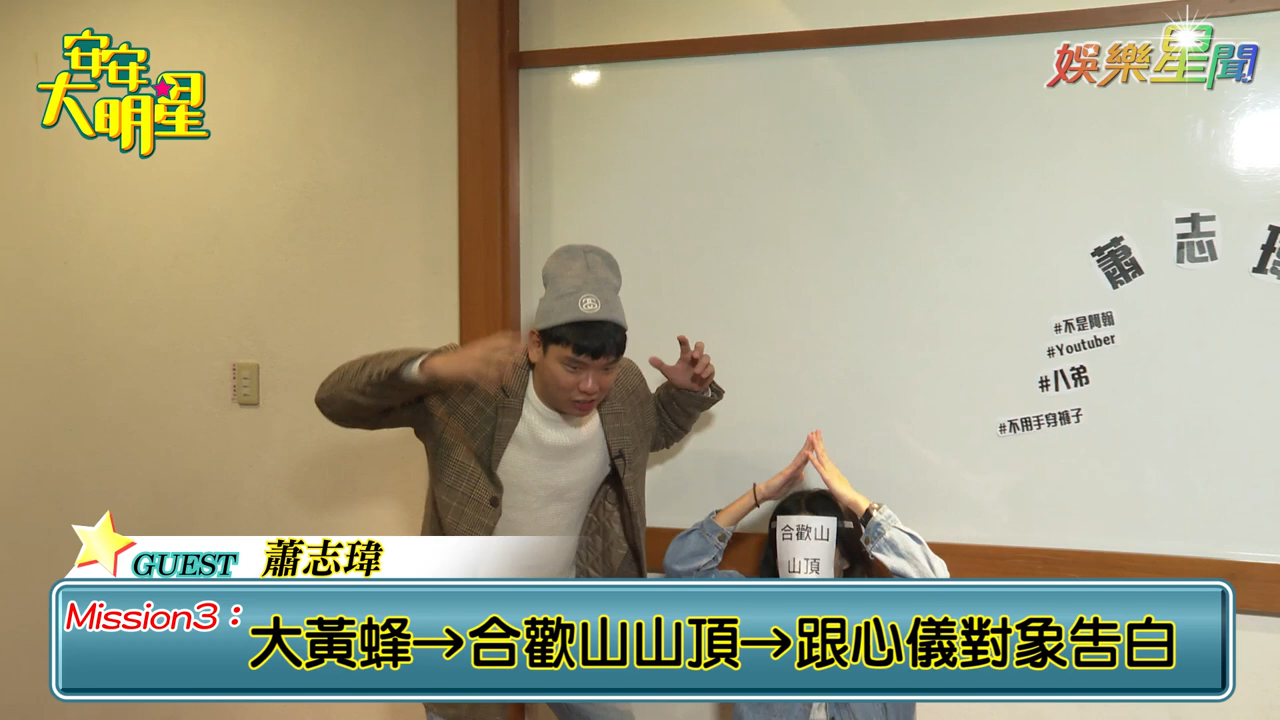 安安
大明星
娛樂星聞
蕭志瑋
#不是阿翰
#Youtuber
#八弟
#不用手穿褲子
合歡山
山頂
GUEST 蕭志瑋
Mission3：大黃蜂→合歡山山頂→跟心儀對象告白